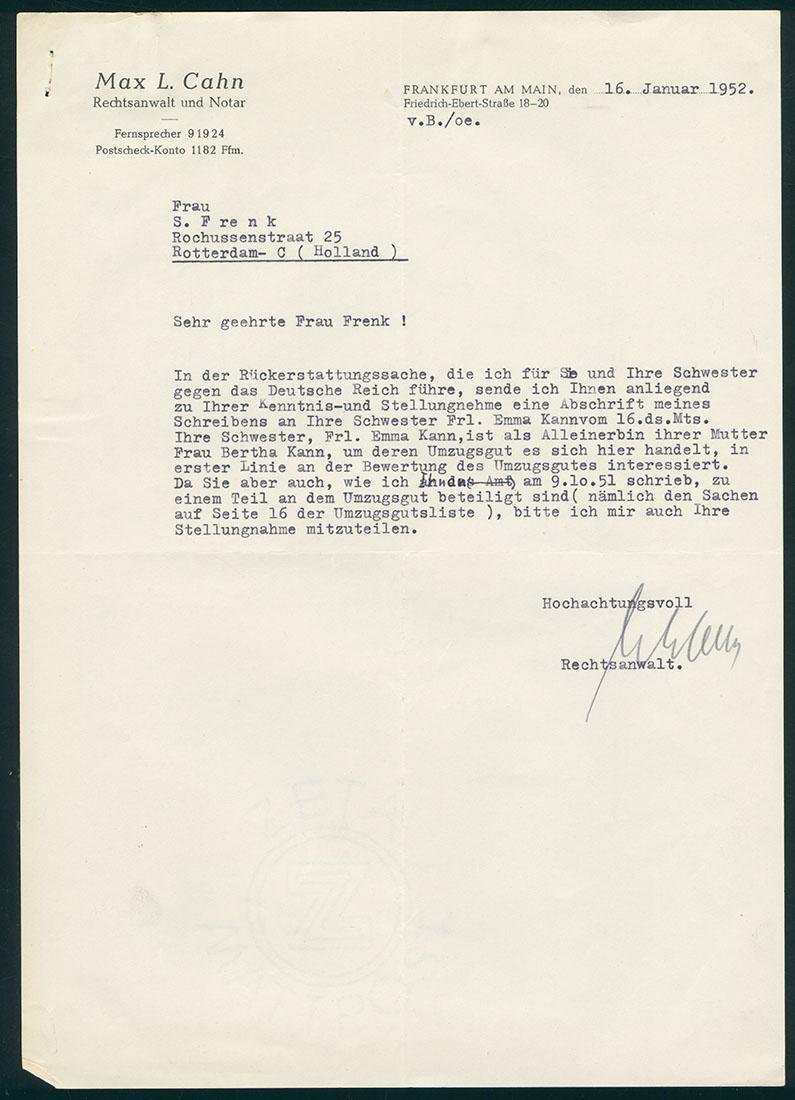 Max L. Cahn
Rechtsanwalt und Notar
Fernsprecher 91924
Postscheck-Konto 1182 Ffm.
FRANKFURT AM MAIN, den 16. Januar 1952.
Friedrich-Ebert-Straße 18-20
v.B./oe.
Frau
S. F r e n k
Rochussenstraat 25
Rotterdam- C ( Holland )
Sehr geehrte Frau Frenk !
In der Rückerstattungssache, die ich für Sie und Ihre Schwester
gegen das Deutsche Reich führe, sende ich Ihnen anliegend
zu Ihrer Kenntnis-und Stellungnehme eine Abschrift meines
Schreibens an Ihre Schwester Frl. Emma Kannvom 16.ds.Mts.
Ihre Schwester, Frl. Emma Kann,ist als Alleinerbin ihrer Mutter
Frau Bertha Kann, um deren Umzugsgut es sich hier handelt, in
erster Linie an der Bewertung des Umzugsgutes interessiert.
Da Sie aber auch, wie ich am 9.10.51 schrieb, zu
einem Teil an dem Umzugsgut beteiligt sind( nämlich den Sachen
auf Seite 16 der Umzugsgutsliste ), bitte ich mir auch Ihre
Stellungnahme mitzuteilen.
Hochachtungsvoll
Rechtsanwalt.